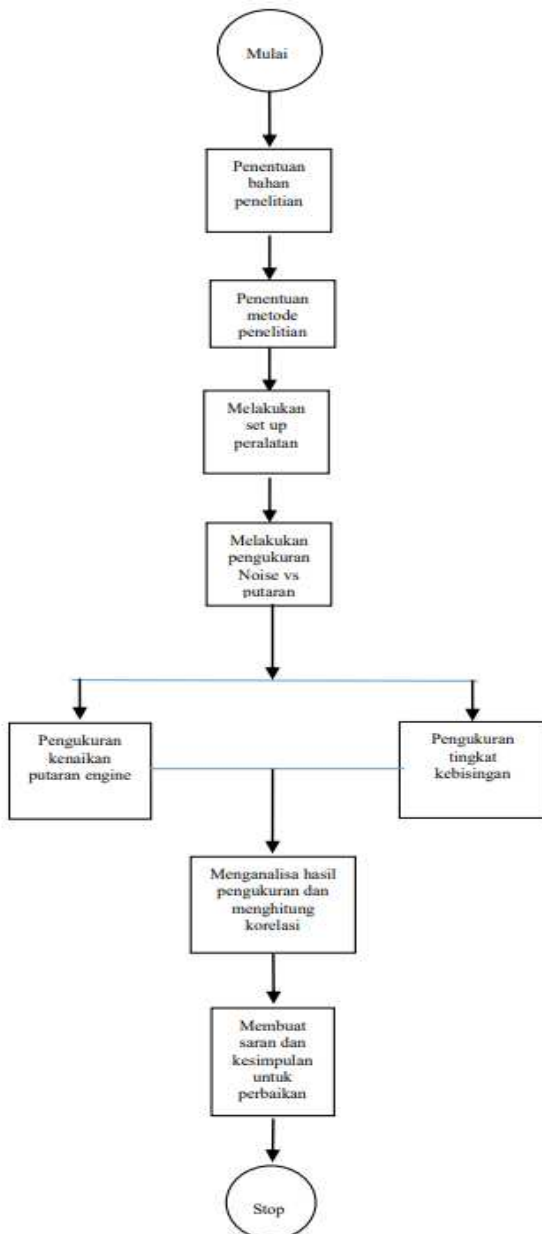 Mulai
Penentuan
bahan
penelitian
Penentuan
metode
penelitian
Melakukan
set up
peralatan
Melakukan
pengukuran
Noise vs
putaran
Pengukuran
kenaikan
putaran engine
Pengukuran
tingkat
kebisingan
Menganalisa hasil
pengukuran dan
menghitung
korelasi
Membuat
saran dan
kesimpulan
untuk
perbaikan
Stop